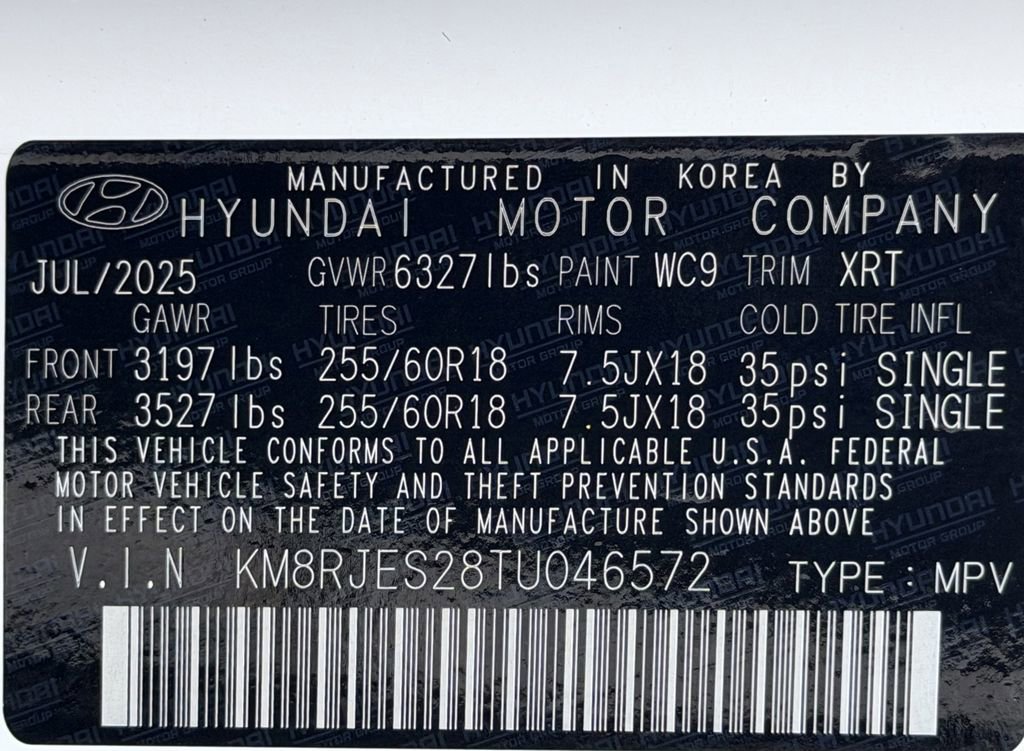 MANUFACTURED IN KOREA BY
HYUNDAI MOTOR COMPANY
JUL/2025 GVWR 6327lbs PAINT WC9 TRIM XRT
GAWR TIRES RIMS COLD TIRE INFL
FRONT 3197lbs 255/60R18 7.5JX18 35psi SINGLE
REAR 3527lbs 255/60R18 7.5JX18 35psi SINGLE
THIS VEHICLE CONFORMS TO ALL APPLICABLE U.S.A. FEDERAL
MOTOR VEHICLE SAFETY AND THEFT PREVENTION STANDARDS
IN EFFECT ON THE DATE OF MANUFACTURE SHOWN ABOVE
V.I.N KM8RJES28TU046572 TYPE : MPV